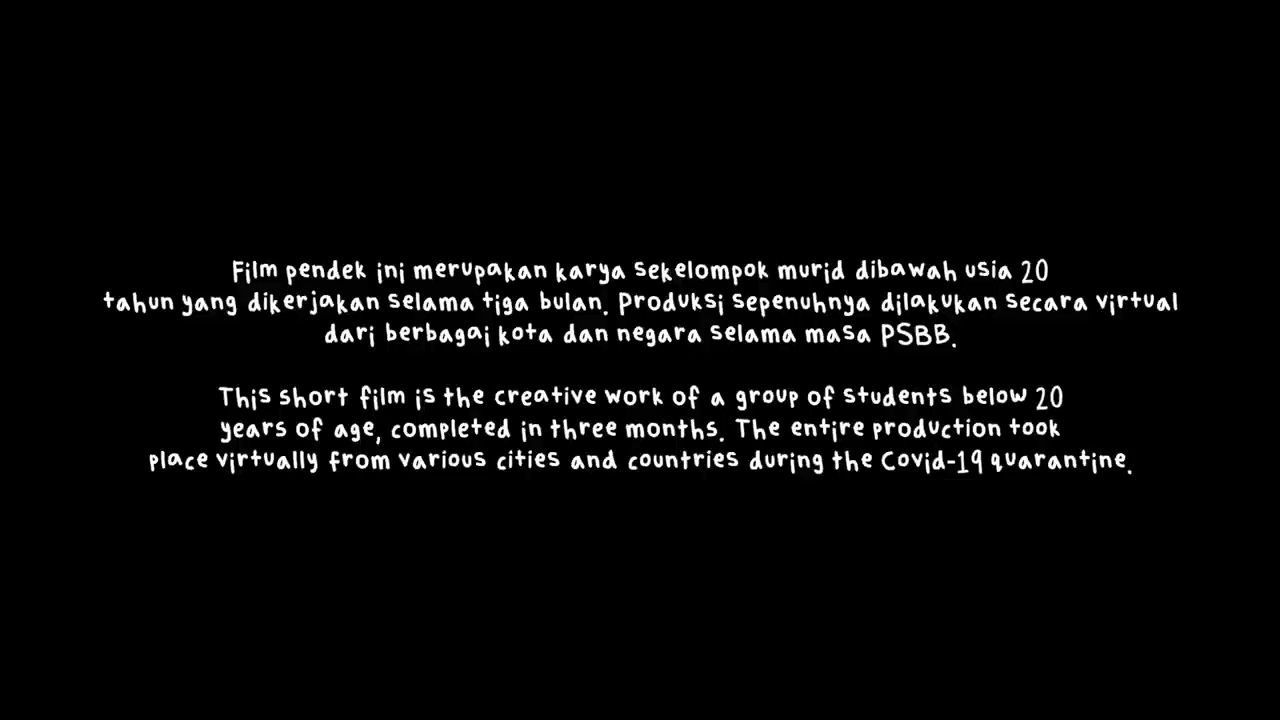 Film pendek ini merupakan karya sekelompok murid dibawah usia 20
tahun yang dikerjakan selama tiga bulan. Produksi sepenuhnya dilakukan secara virtual
dari berbagai kota dan negara selama masa PSBB.
This short film is the creative work of a group of students below 20
years of age, completed in three months. The entire production took
place virtually from various cities and countries during the Covid-19 quarantine.